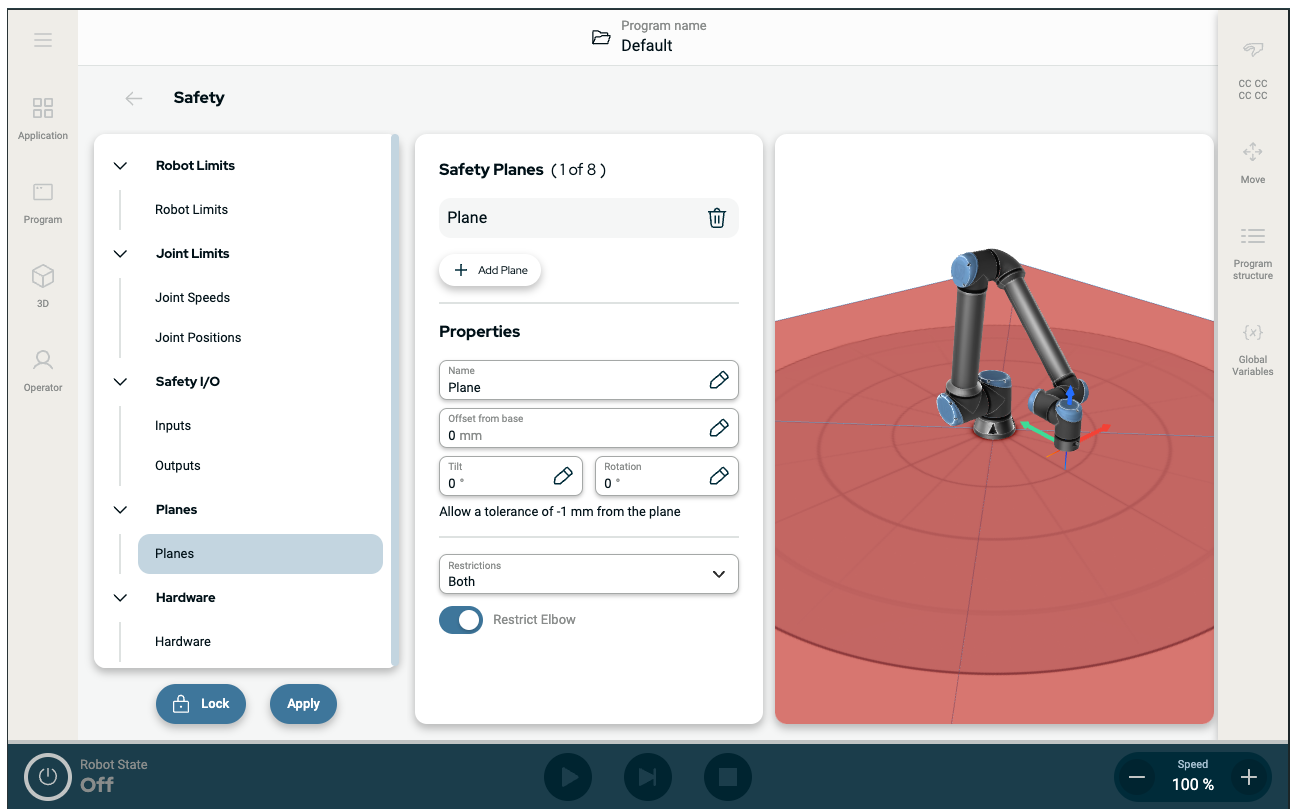 Program name
Default
CC CC
CC CC
Safety
Application
Program
3D
Operator
Robot Limits
Robot Limits
Joint Limits
Joint Speeds
Joint Positions
Safety I/O
Inputs
Outputs
Planes
Planes
Hardware
Hardware
Lock
Apply
Safety Planes ( 1 of 8 )
Plane
Add Plane
Properties
Name
Plane
Offset from base
0 mm
Tilt
0 °
Rotation
0 °
Allow a tolerance of -1 mm from the plane
Restrictions
Both
Restrict Elbow
Move
Program
structure
{x}
Global
Variables
Robot State
Off
Speed
100 %